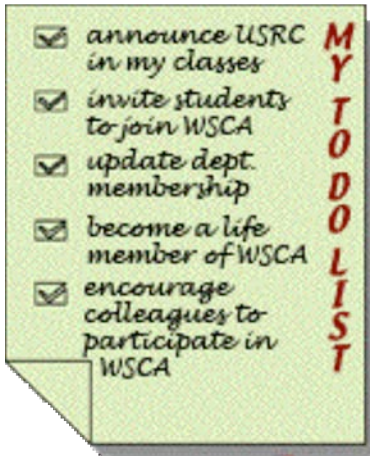 announce USRC
in my classes
invite students
to join WSCA
update dept.
membership
become a life
member of WSCA
encourage
colleagues to
participate in
WSCA
MY TO DO LIST